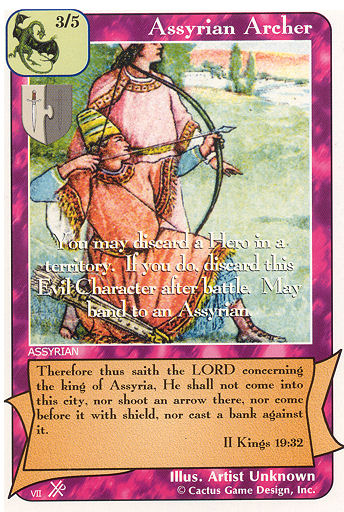 Assyrian Archer
3/5
You may discard a Hero in a
territory. If you do, discard this
Evil Character after battle. May
band to an Assyrian.
ASSYRIAN
Therefore thus saith the LORD concerning
the king of Assyria, He shall not come into
this city, nor shoot an arrow there, nor come
before it with shield, nor cast a bank against
it.
II Kings 19:32
VII
Illus. Artist Unknown
© Cactus Game Design, Inc.